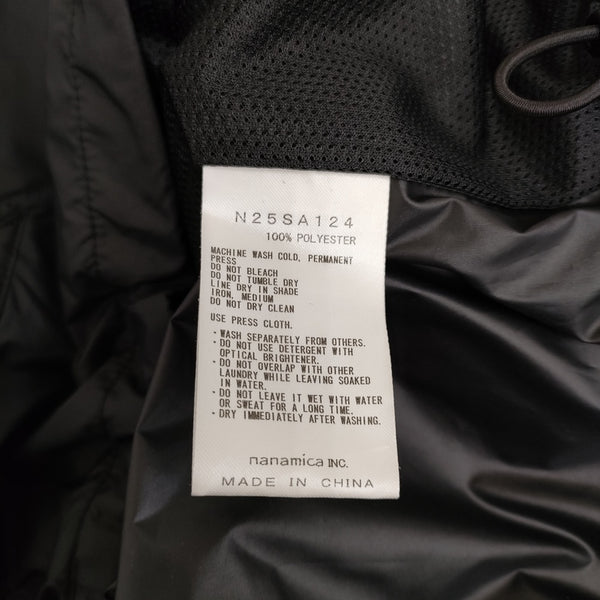 N25SA124
100% POLYESTER
MACHINE WASH COLD, PERMANENT
PRESS
DO NOT BLEACH
DO NOT TUMBLE DRY
LINE DRY IN SHADE
IRON, MEDIUM
DO NOT DRY CLEAN
USE PRESS CLOTH.
・WASH SEPARATELY FROM OTHERS.
・DO NOT USE DETERGENT WITH
OPTICAL BRIGHTENER.
・DO NOT OVERLAP WITH OTHER
LAUNDRY WHILE LEAVING SOAKED
IN WATER.
・DO NOT LEAVE IT WET WITH WATER
OR SWEAT FOR A LONG TIME.
・DRY IMMEDIATELY AFTER WASHING.
nanamica INC.
MADE IN CHINA